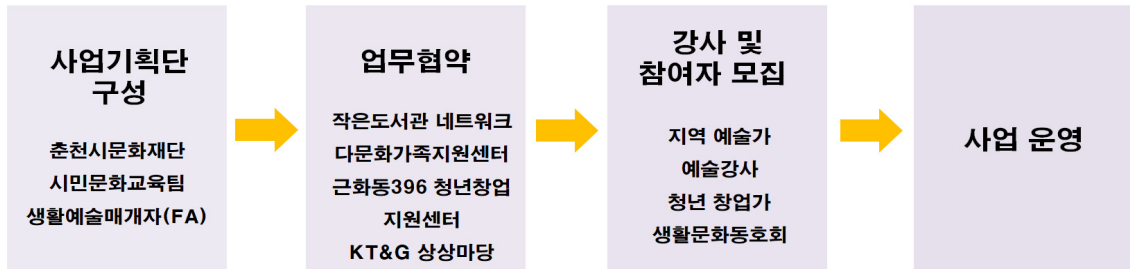 사업기획단
구성
춘천시문화재단
시민문화교육팀
생활예술매개자(FA)
업무협약
작은도서관 네트워크
다문화가족지원센터
근화동396 청년창업
지원센터
KT&G 상상마당
강사 및
참여자 모집
지역 예술가
예술강사
청년 창업가
생활문화동호회
사업 운영